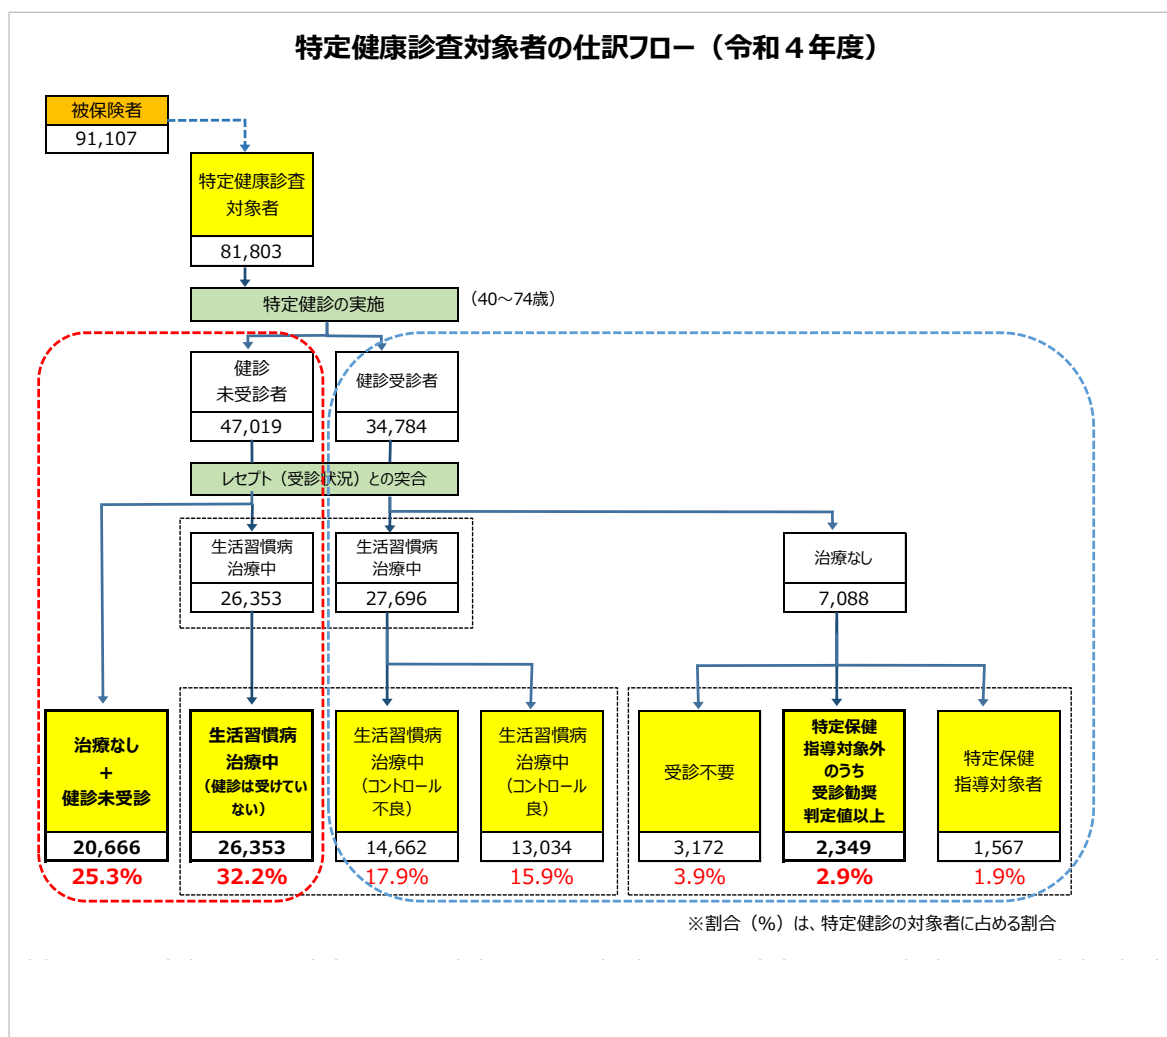 特定健康診査対象者の仕訳フロー（令和４年度）
被保険者
91,107
特定健康診査
対象者
81,803
特定健診の実施
（40～74歳）
健診
未受診者
47,019
健診受診者
34,784
レセプト（受診状況）との突合
生活習慣病
治療中
26,353
生活習慣病
治療中
27,696
治療なし
7,088
治療なし
+
健診未受診
20,666
25.3%
生活習慣病
治療中
（健診は受けてい
ない）
26,353
32.2%
生活習慣病
治療中
（コントロール
不良）
14,662
17.9%
生活習慣病
治療中
（コントロール
良）
13,034
15.9%
受診不要
3,172
3.9%
特定保健
指導対象外
のうち
受診勧奨
判定値以上
2,349
2.9%
特定保健
指導対象者
1,567
1.9%
※割合（%）は、特定健診の対象者に占める割合